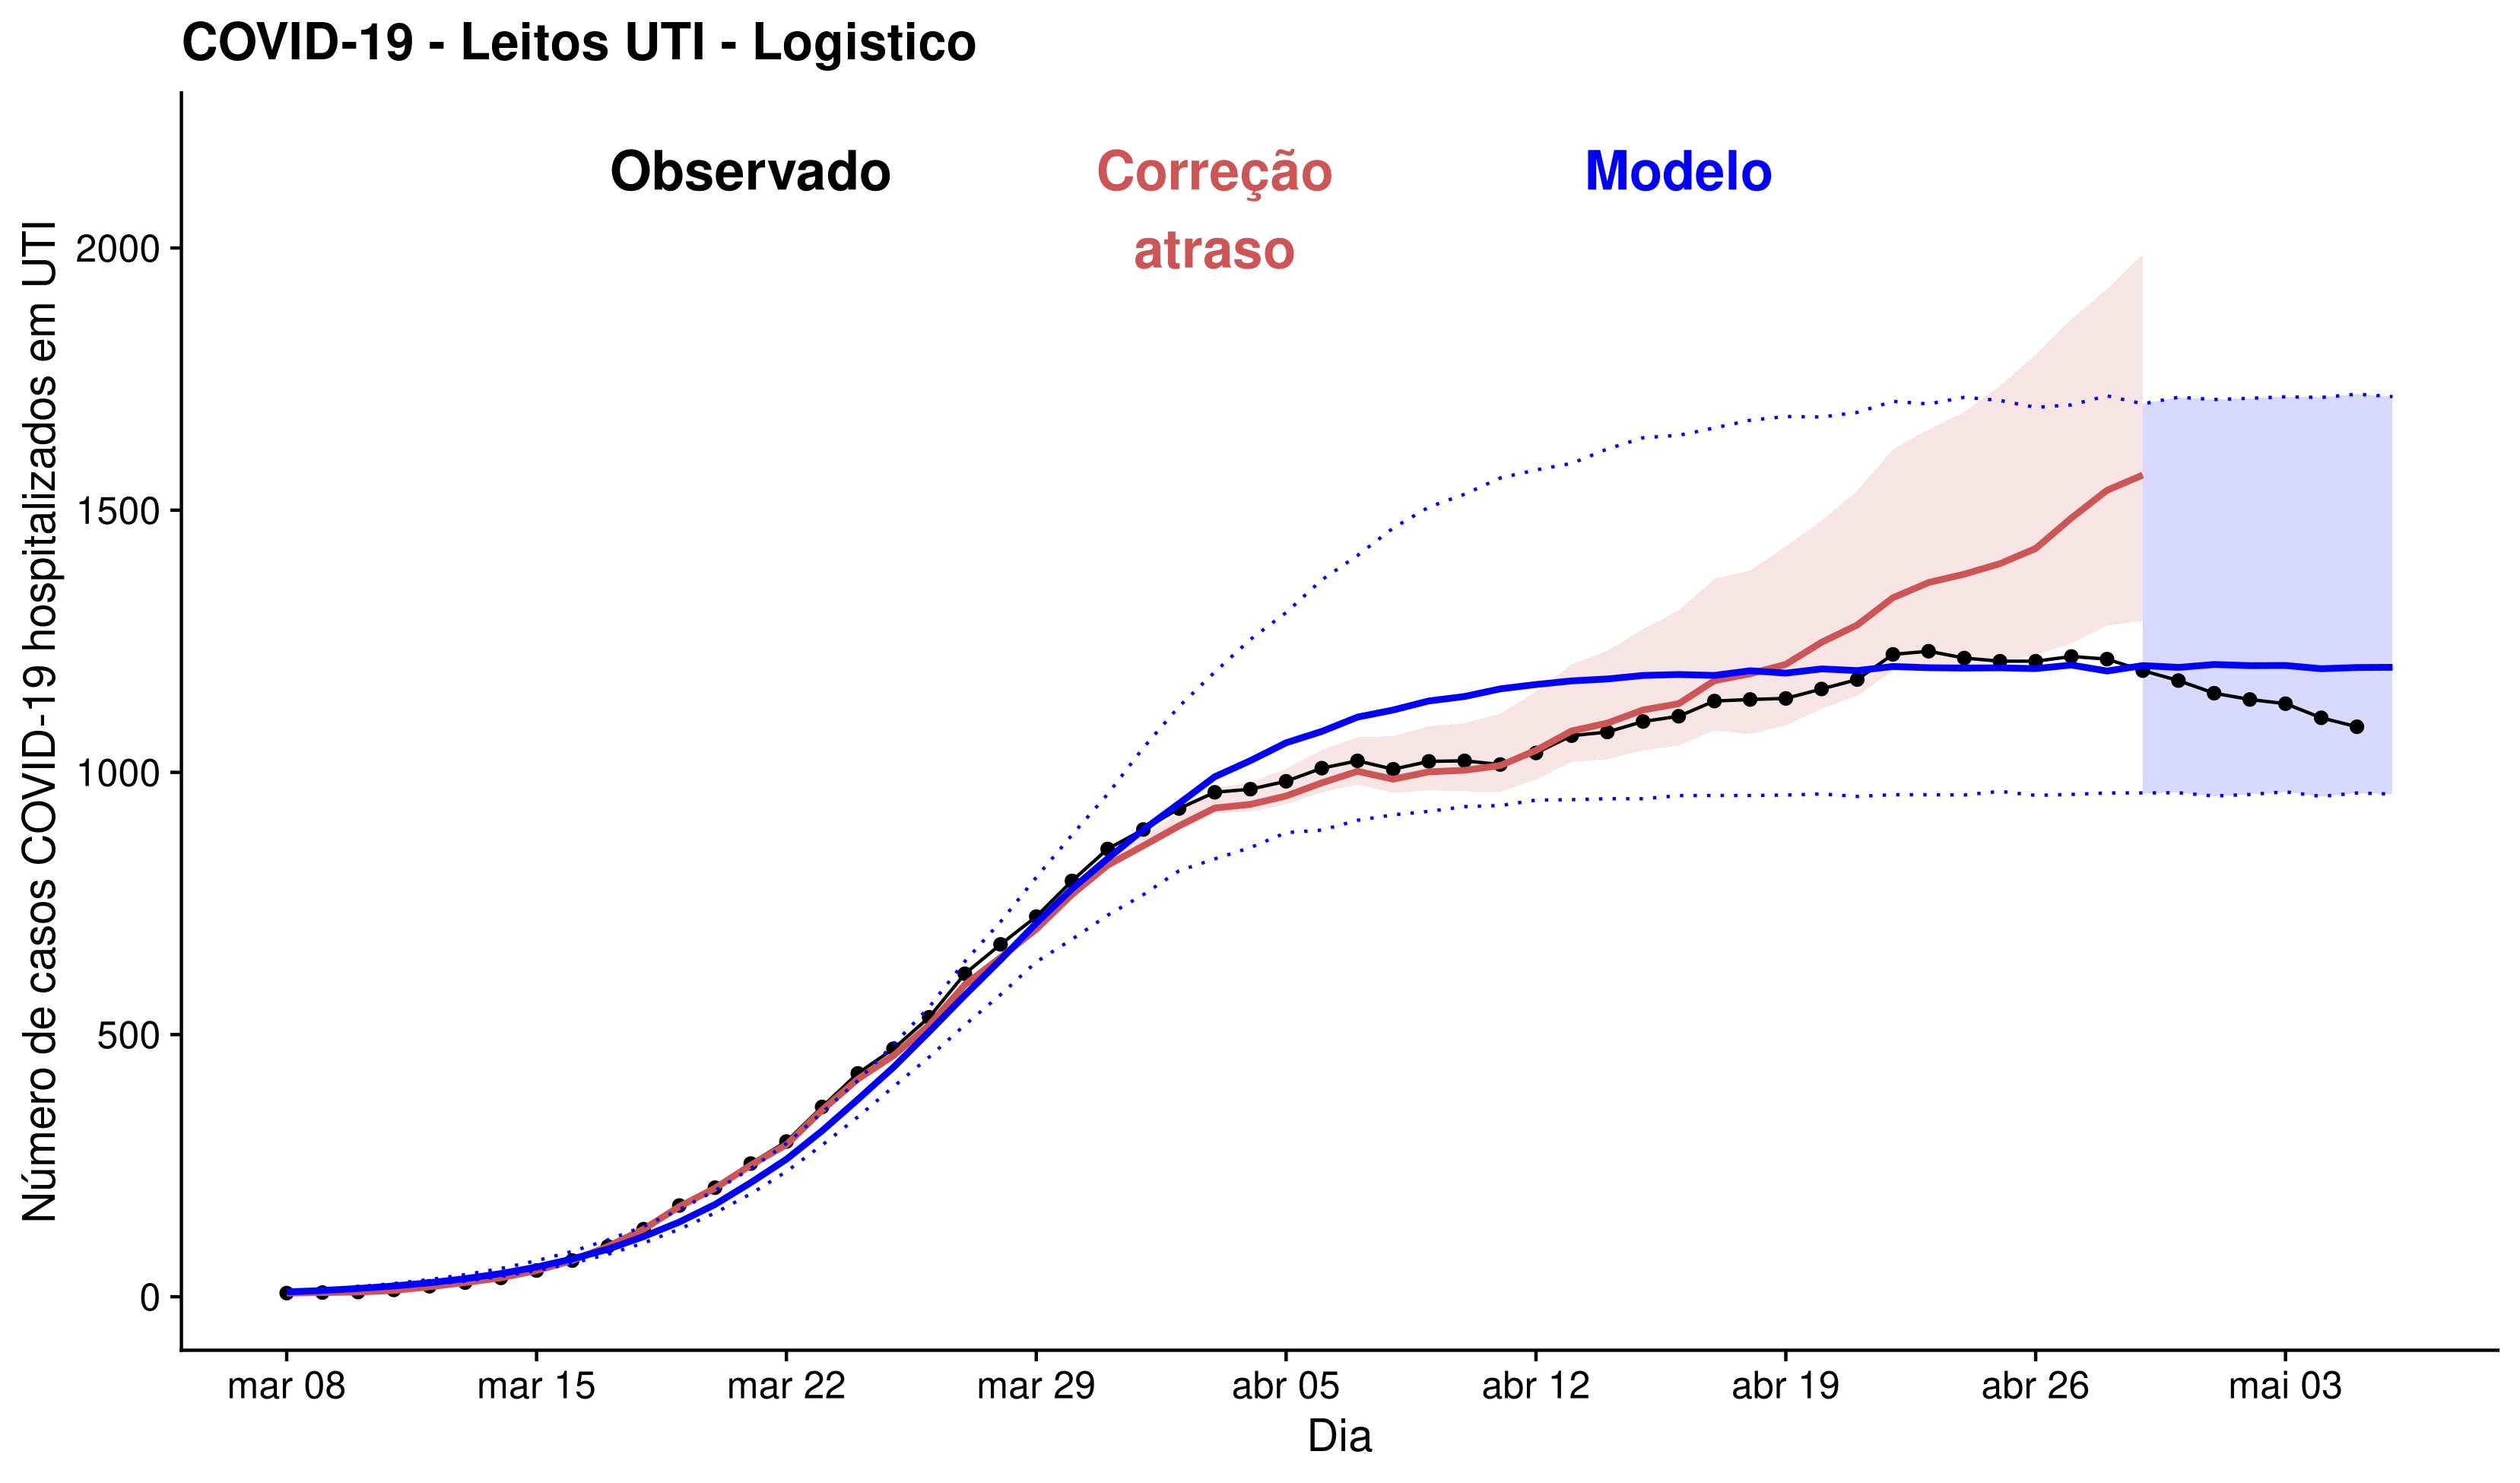 COVID-19 - Leitos UTI - Logistico
Observado
Correção
atraso
Modelo
Número de casos COVID-19 hospitalizados em UTI
2000
1500
1000
500
0
mar 08 mar 15 mar 22 mar 29 abr 05 abr 12 abr 19 abr 26 mai 03
Dia